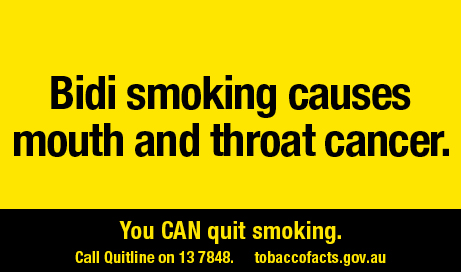 Bidi smoking causes
mouth and throat cancer.
You CAN quit smoking.
Call Quitline on 13 7848. tobaccofacts.gov.au